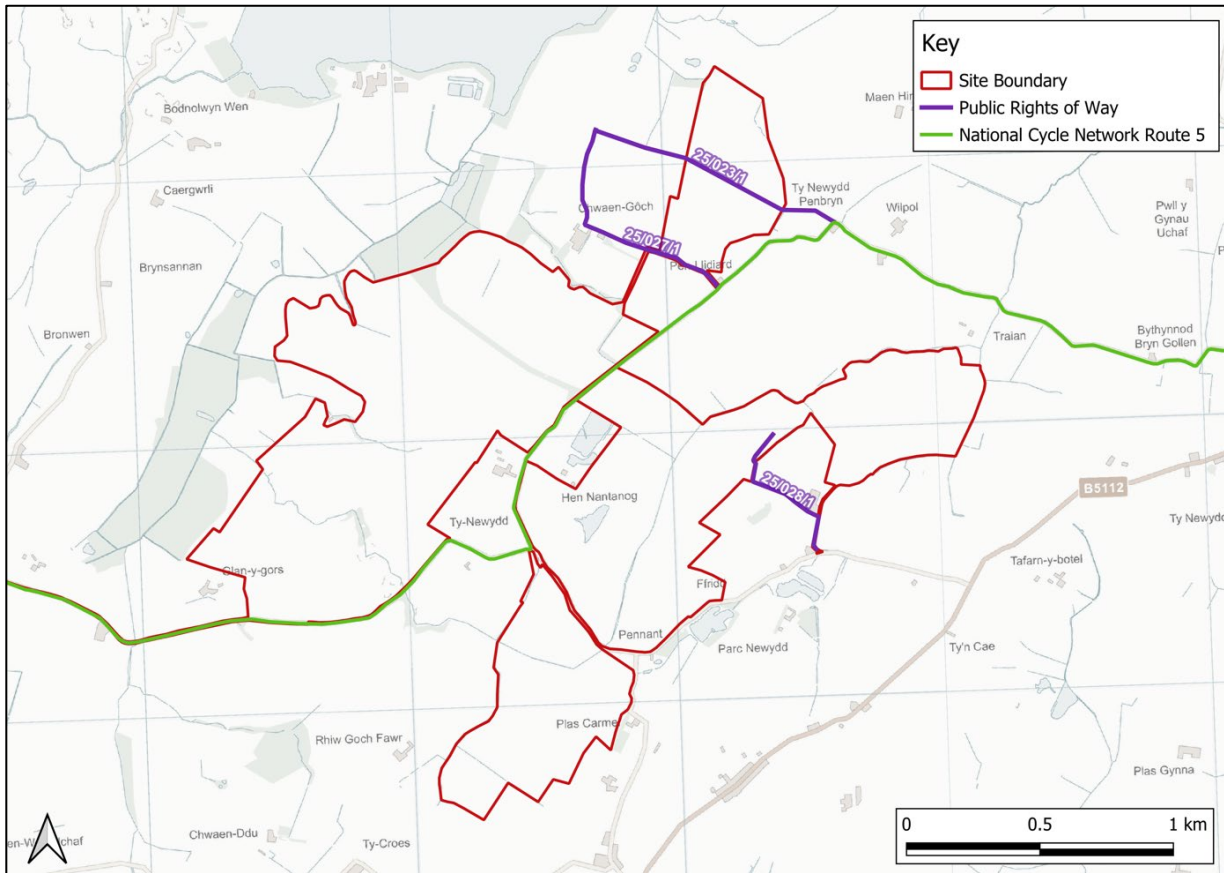 Key
Site Boundary
Public Rights of Way
National Cycle Network Route 5
Bodnolwyn Wen
Maen Hir
Caergwrli
25/023/1
Ty Newydd
Penbryn
Wilpol
Pwll y
Gynau
Uchaf
Chwaen-Gôch
25/027/1
Brynsannan
Bronwen
Traian
Bythynnod
Bryn Gollen
25/028/1
B5112
Hen Nantanog
Ty-Newydd
Ty Newydd
Glan-y-gors
Tafarn-y-botel
Pennant
Parc Newydd
Ty'n Cae
Plas Carmel
Rhiw Goch Fawr
Plas Gynna
Chwaen-Ddu
Ty-Croes
0
0.5
1 km